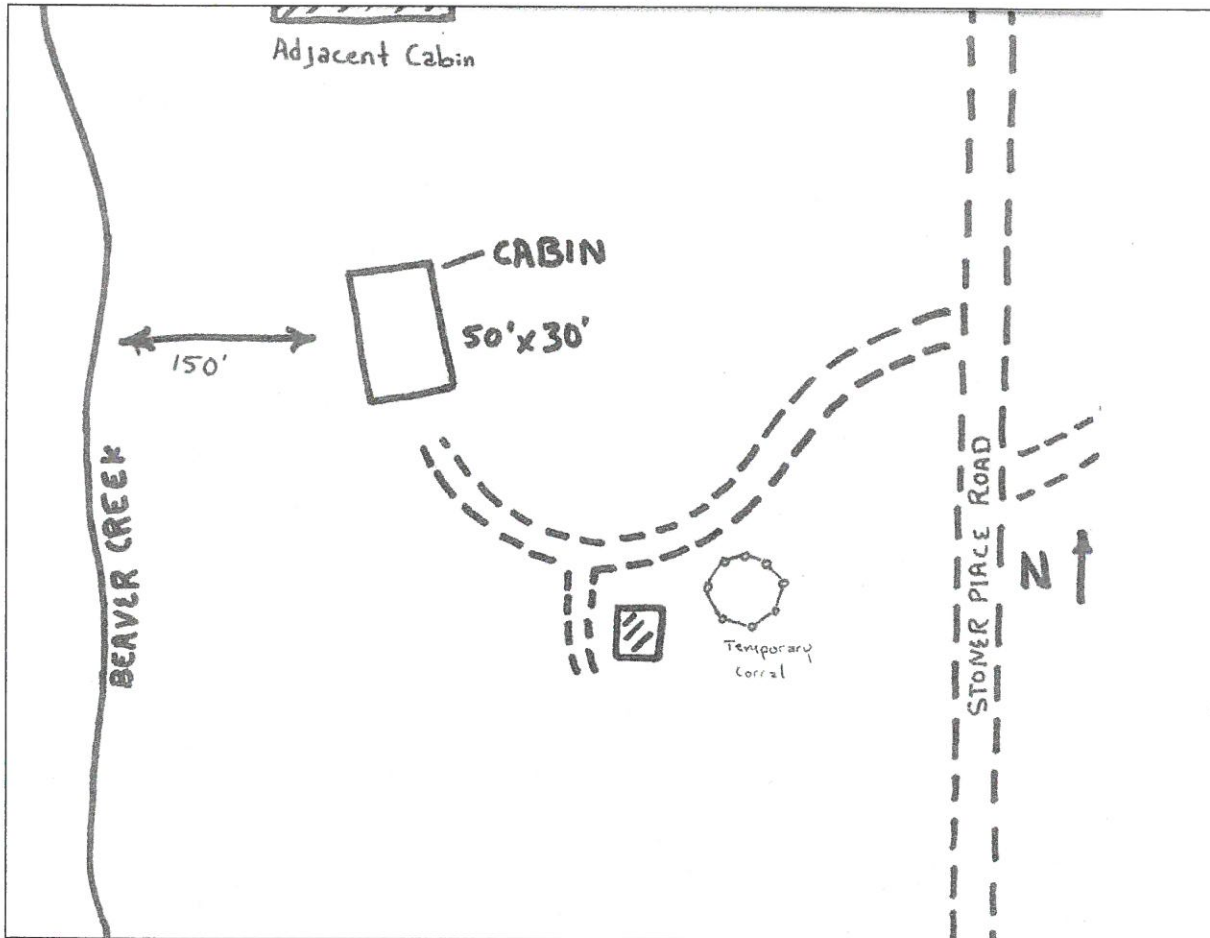 Adjacent Cabin
CABIN
50'x30'
150'
BEAVER CREEK
STONER PLACE ROAD
N
Temporary
Corral